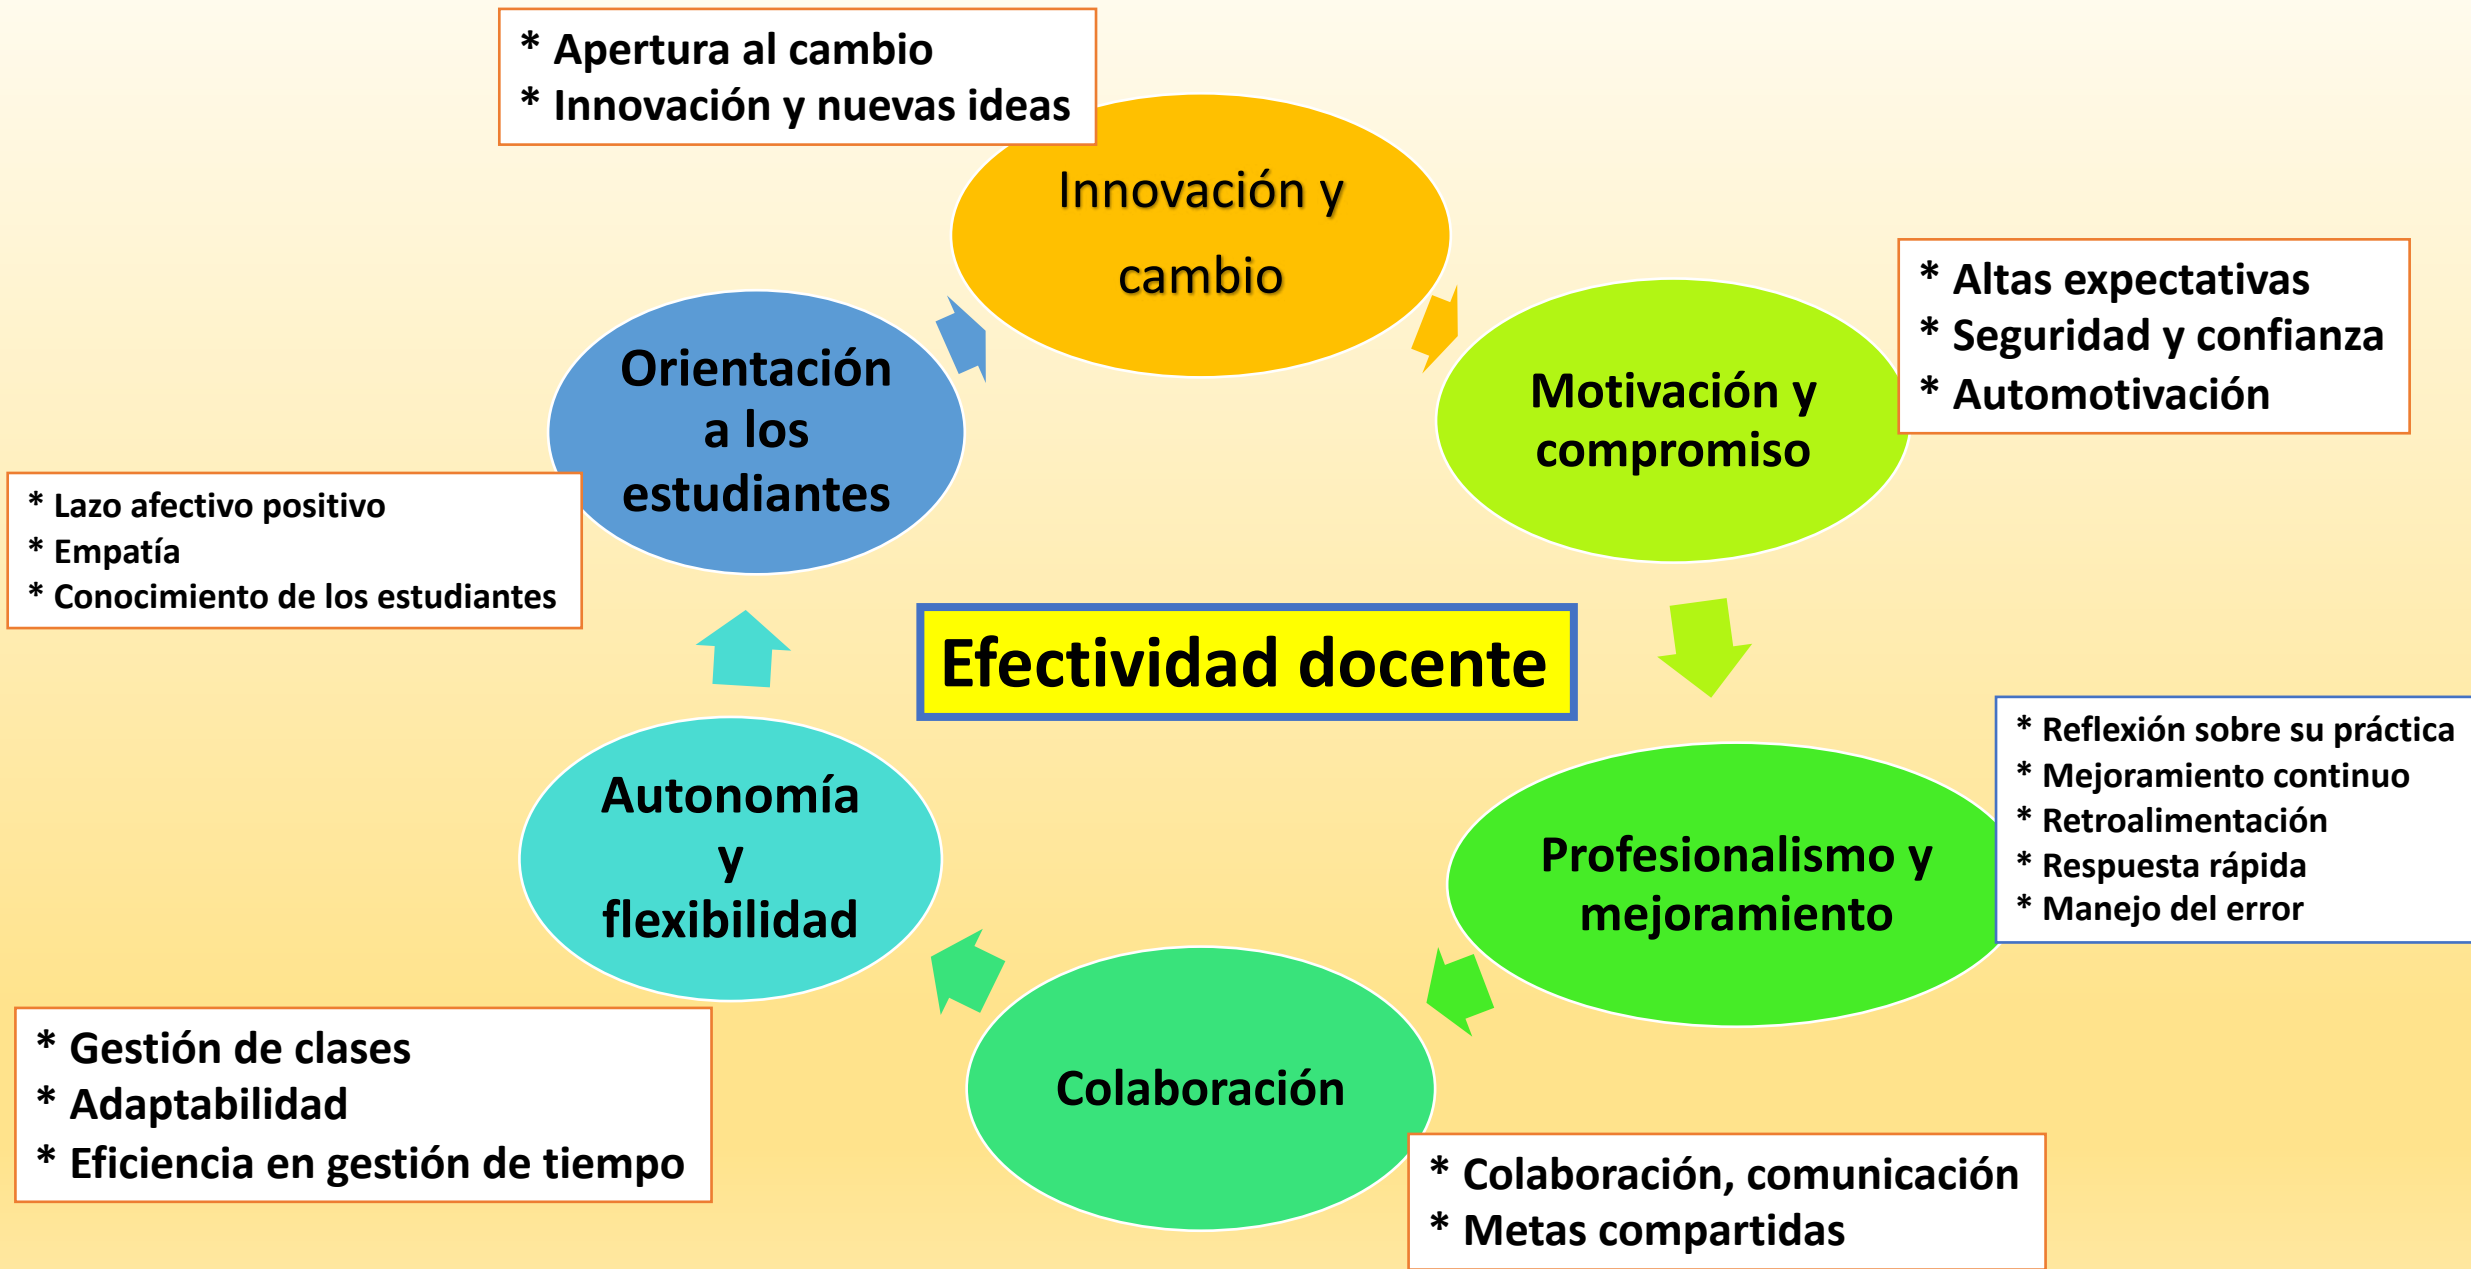 * Apertura al cambio
* Innovación y nuevas ideas
Innovación y
cambio
* Altas expectativas
* Seguridad y confianza
* Automotivación
Motivación y
compromiso
Orientación
a los
estudiantes
* Lazo afectivo positivo
* Empatía
* Conocimiento de los estudiantes
Efectividad docente
* Reflexión sobre su práctica
* Mejoramiento continuo
* Retroalimentación
* Respuesta rápida
* Manejo del error
Profesionalismo y
mejoramiento
Autonomía
y
flexibilidad
* Gestión de clases
* Adaptabilidad
* Eficiencia en gestión de tiempo
Colaboración
* Colaboración, comunicación
* Metas compartidas